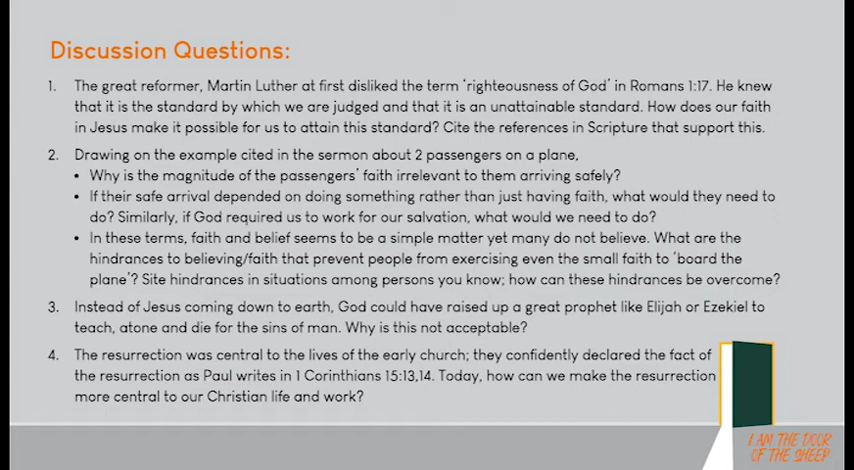 Discussion Questions:
1. The great reformer, Martin Luther at first disliked the term 'righteousness of God' in Romans 1:17. He knew
that it is the standard by which we are judged and that it is an unattainable standard. How does our faith
in Jesus make it possible for us to attain this standard? Cite the references in Scripture that support this.
2. Drawing on the example cited in the sermon about 2 passengers on a plane,
• Why is the magnitude of the passengers' faith irrelevant to them arriving safely?
• If their safe arrival depended on doing something rather than just having faith, what would they need to
do? Similarly, if God required us to work for our salvation, what would we need to do?
• In these terms, faith and belief seems to be a simple matter yet many do not believe. What are the
hindrances to believing/faith that prevent people from exercising even the small faith to 'board the
plane'? Site hindrances in situations among persons you know; how can these hindrances be overcome?
3. Instead of Jesus coming down to earth, God could have raised up a great prophet like Elijah or Ezekiel to
teach, atone and die for the sins of man. Why is this not acceptable?
4. The resurrection was central to the lives of the early church; they confidently declared the fact of
the resurrection as Paul writes in 1 Corinthians 15:13,14. Today, how can we make the resurrection
more central to our Christian life and work?
I AM THE DOOR
OF THE SHEEP